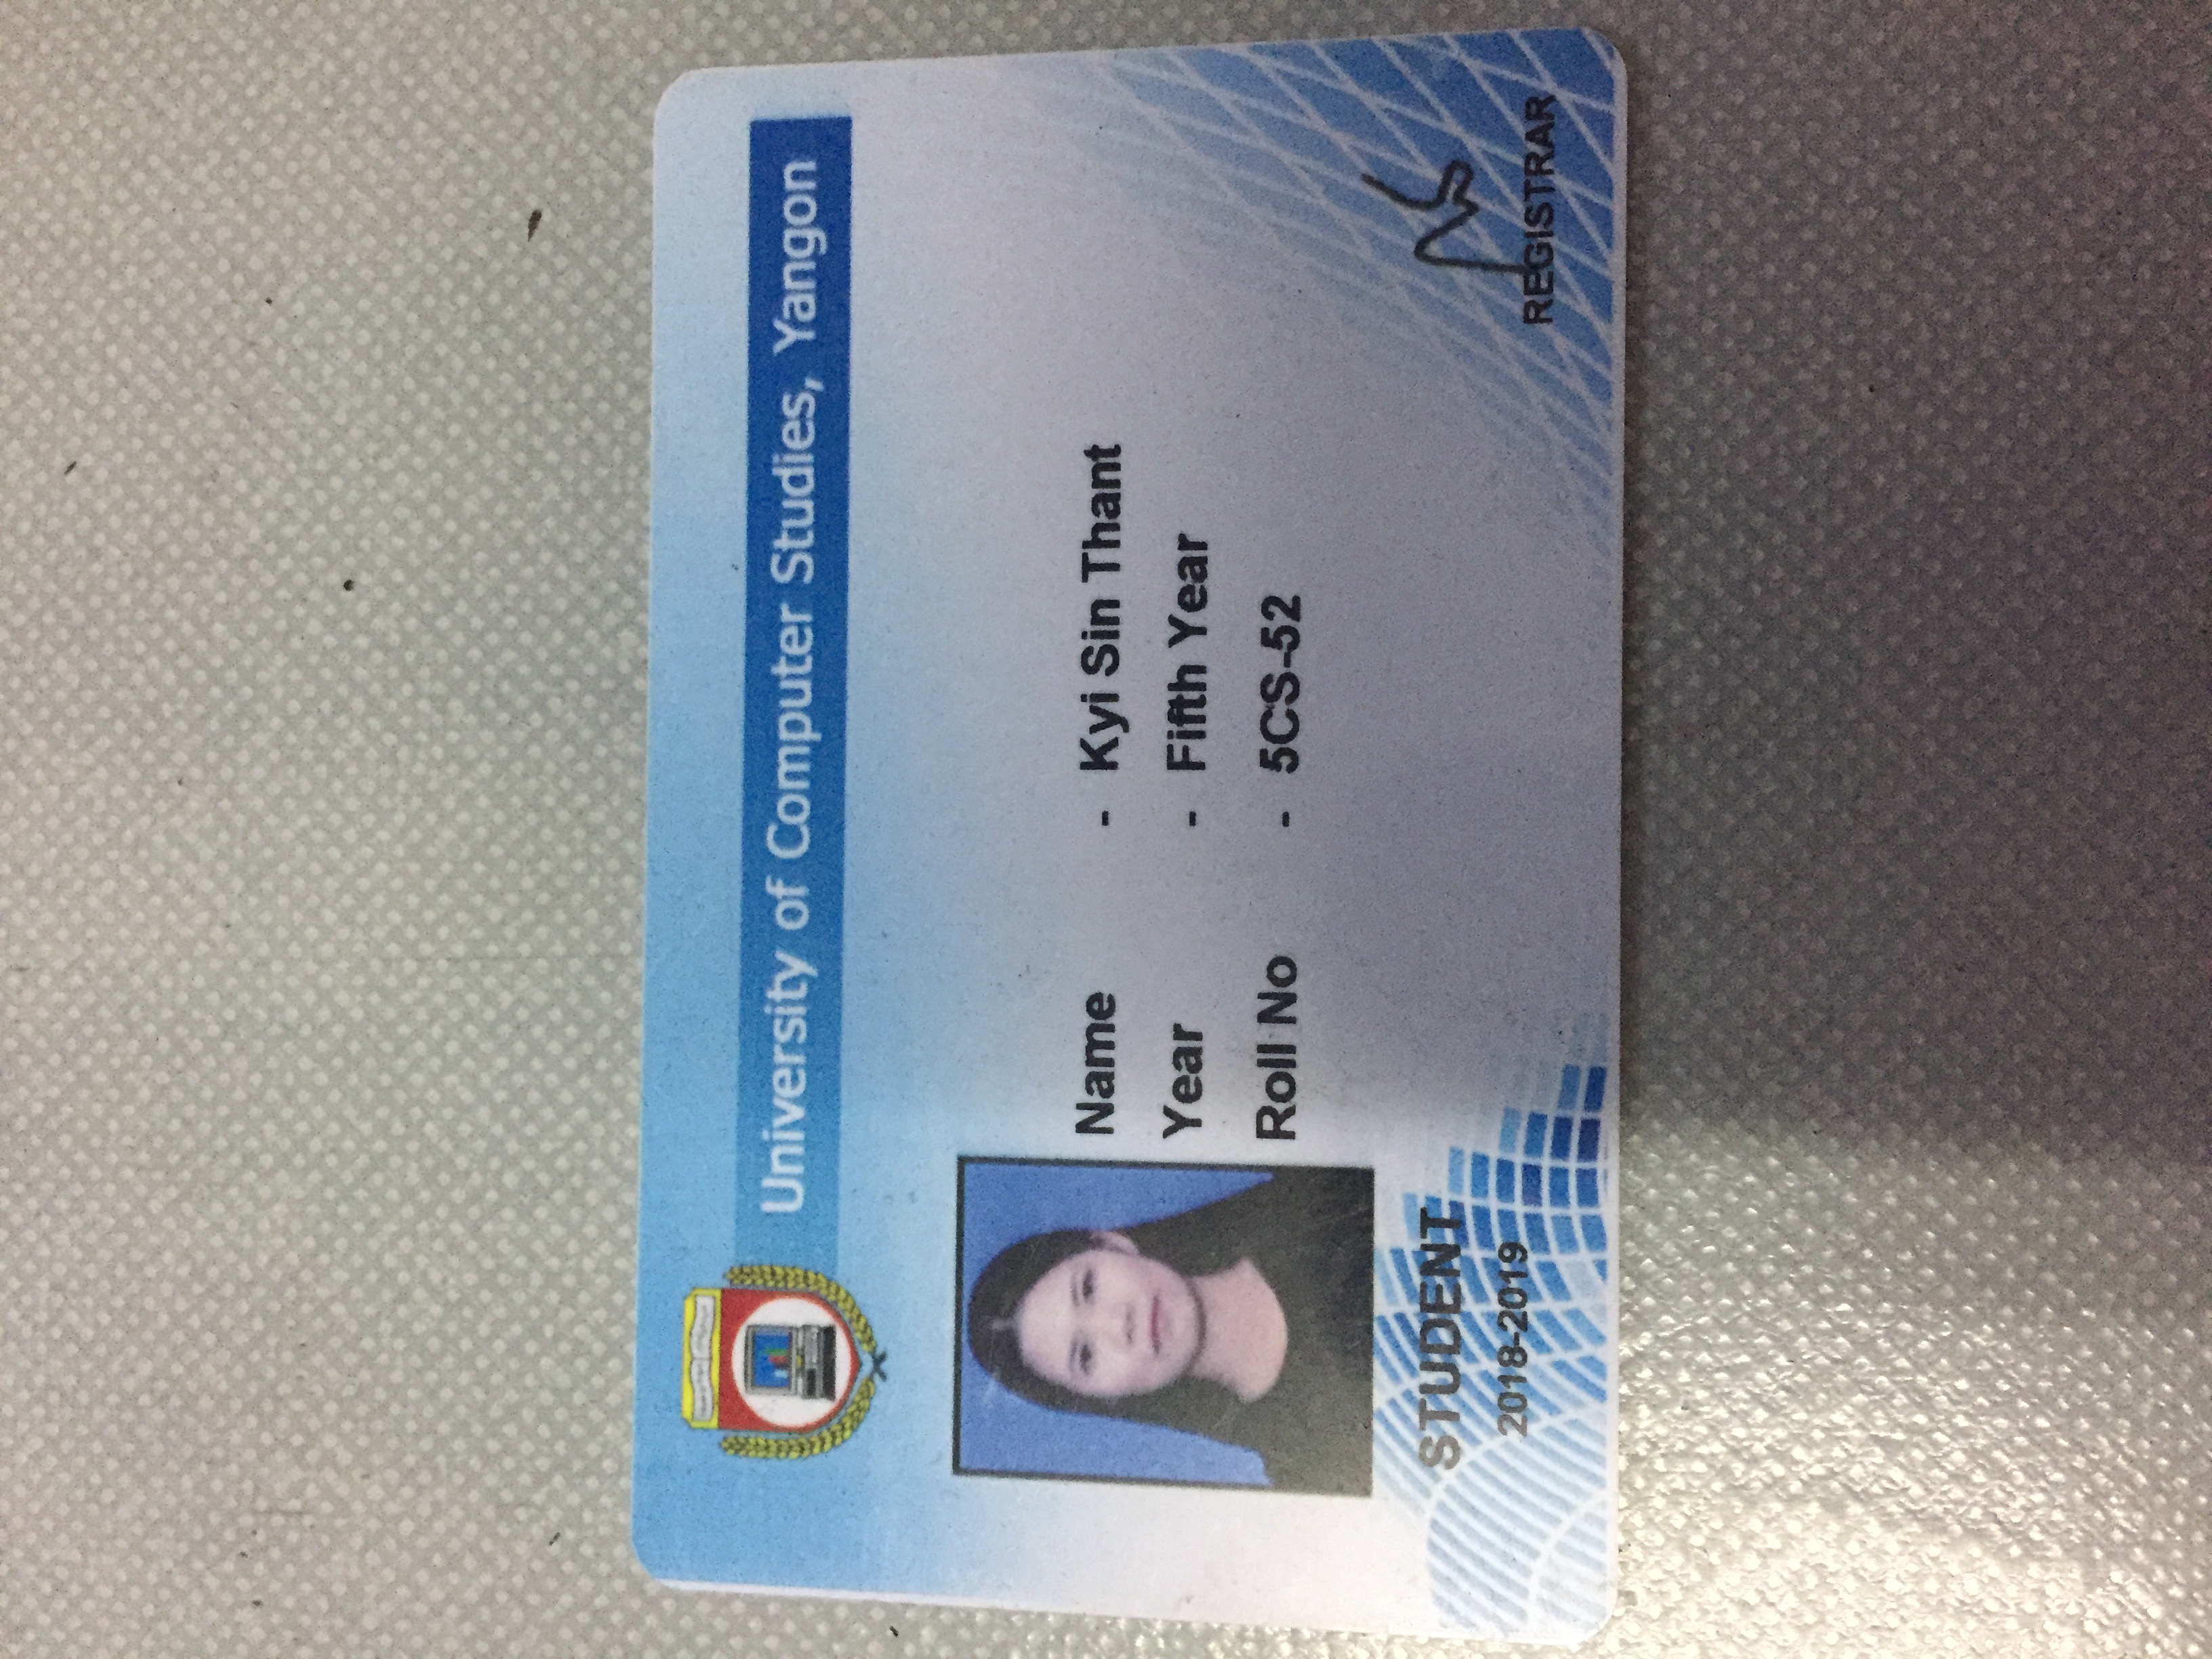 University of Computer Studies, Yangon
Name - Kyi Sin Thant
Year - Fifth Year
Roll No - 5CS-52
STUDENT
2018-2019
REGISTRAR